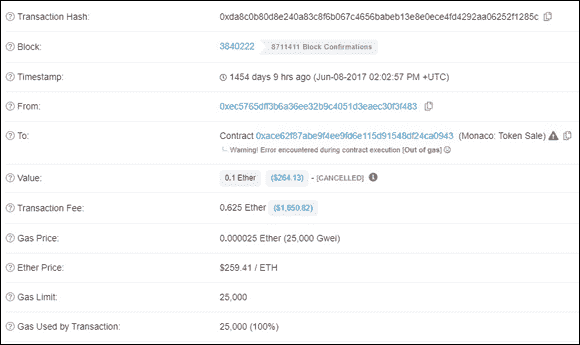 Transaction Hash: 0xda8c0b80d8e240a83c8f6b067c4656babeb13e8e0ece4fd4292aa06252f1285c
Block: 3840222 8711411 Block Confirmations
Timestamp: 1454 days 9 hrs ago (Jun-08-2017 02:02:57 PM +UTC)
From: 0xec5765dff3b6a36ee32b9c4051d3eaec30f3f483
To: Contract 0xace62f87abe9f4ee9fd6e115d91548df24ca0943 (Monaco: Token Sale)
Warning! Error encountered during contract execution [Out of gas]
Value: 0.1 Ether ($264.13) - [CANCELLED]
Transaction Fee: 0.625 Ether ($1,650.82)
Gas Price: 0.000025 Ether (25,000 Gwei)
Ether Price: $259.41 / ETH
Gas Limit: 25,000
Gas Used by Transaction: 25,000 (100%)